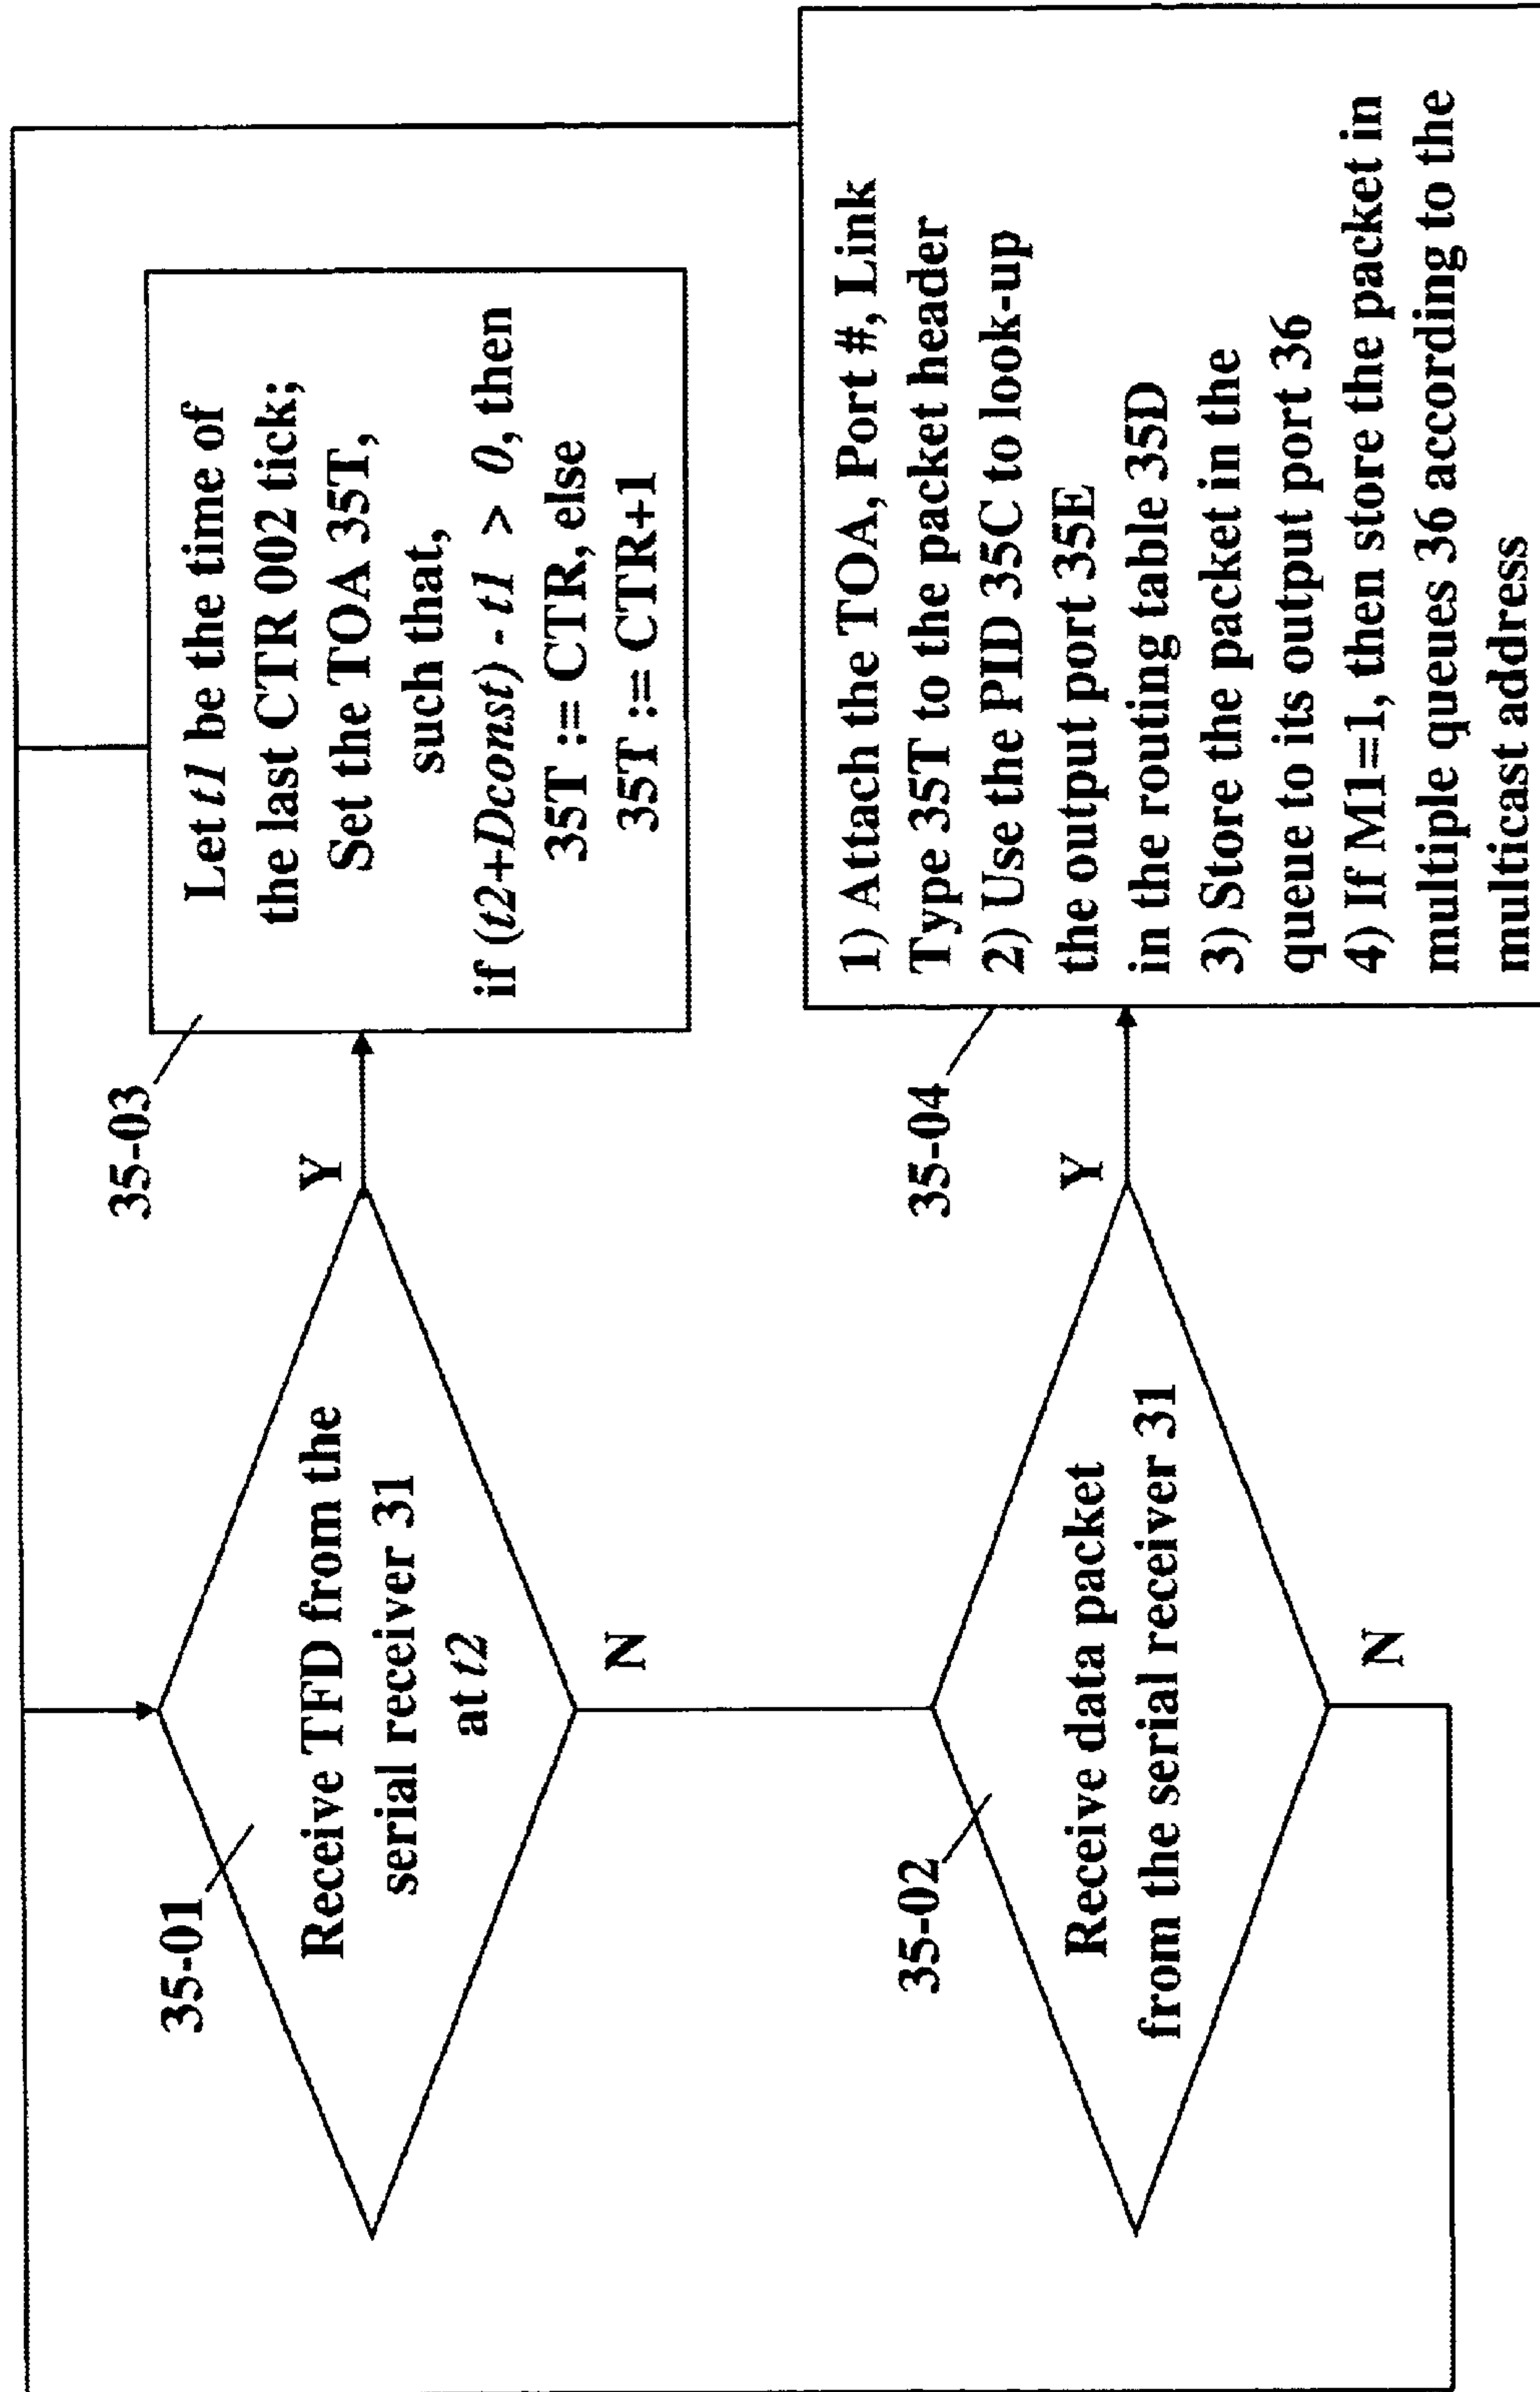 35-01
Receive TFD from the
serial receiver 31
at t2
Y
N
35-03
Let t1 be the time of
the last CTR 002 tick;
Set the TOA 35T,
such that,
if (t2+Dconst) - t1 > 0, then
35T := CTR, else
35T := CTR+1
35-02
Receive data packet
from the serial receiver 31
Y
N
35-04
1) Attach the TOA, Port #, Link
Type 35T to the packet header
2) Use the PID 35C to look-up
the output port 35E
in the routing table 35D
3) Store the packet in the
queue to its output port 36
4) If M1=1, then store the packet in
multiple queues 36 according to the
multicast address